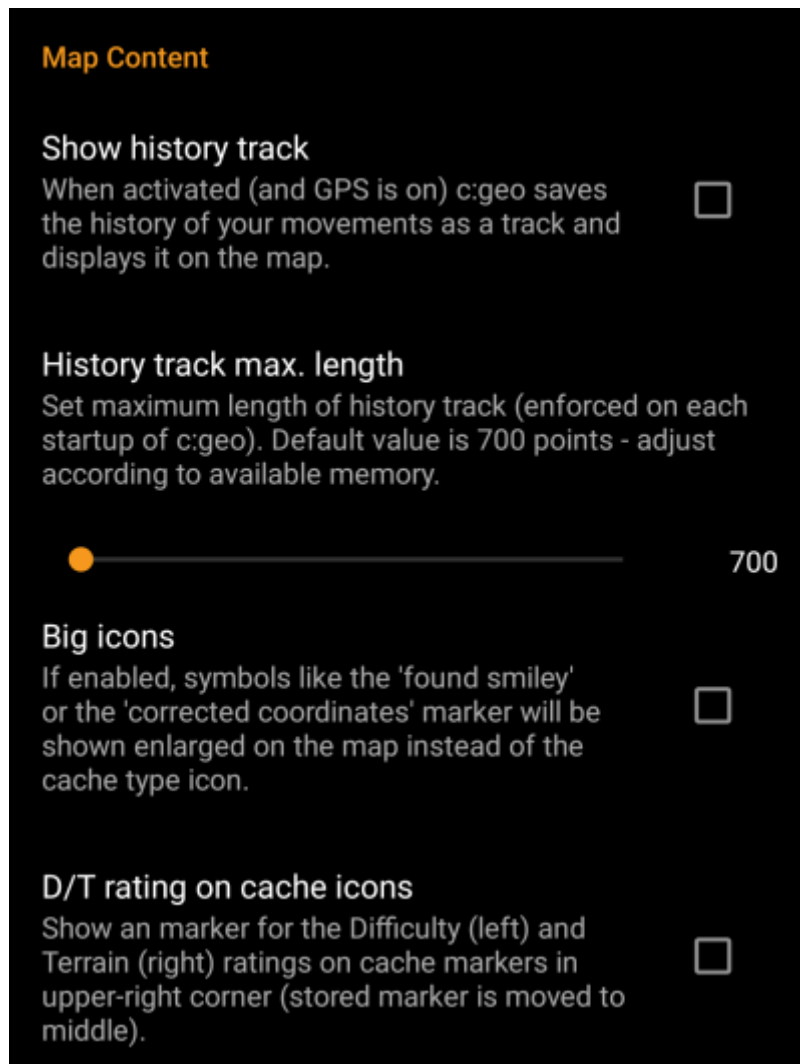 Map Content
Show history track
When activated (and GPS is on) c:geo saves
the history of your movements as a track and
displays it on the map.
History track max. length
Set maximum length of history track (enforced on each
startup of c:geo). Default value is 700 points - adjust
according to available memory.
700
Big icons
If enabled, symbols like the 'found smiley'
or the 'corrected coordinates' marker will be
shown enlarged on the map instead of the
cache type icon.
D/T rating on cache icons
Show an marker for the Difficulty (left) and
Terrain (right) ratings on cache markers in
upper-right corner (stored marker is moved to
middle).